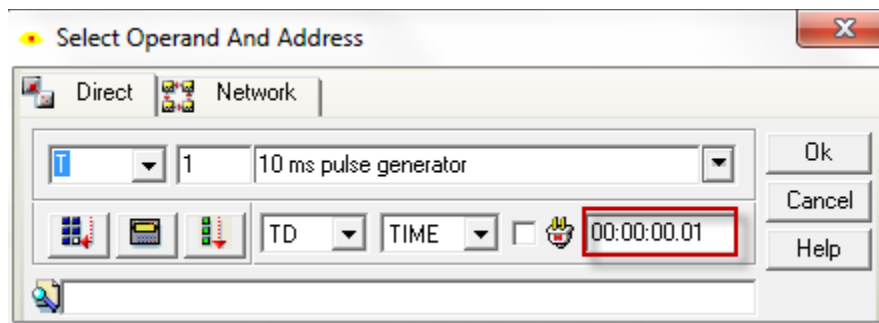 Select Operand And Address
Direct Network
T 1 10 ms pulse generator Ok
Cancel
TD TIME 00:00:00.01
Help